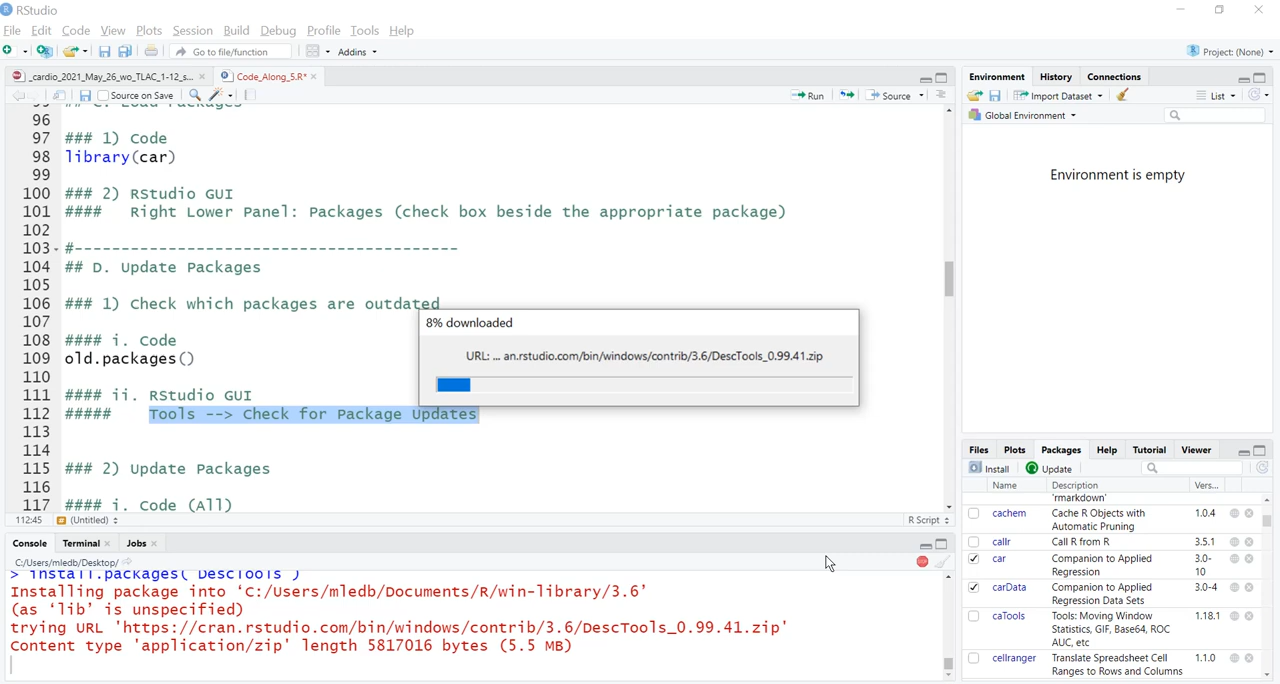 RStudio
File Edit Code View Plots Session Build Debug Profile Tools Help
Go to file/function Addins Project: (None)
_cardio_2021_May_26_wo_TLAC_1-12_s... Code_Along_S.R*
Source on Save Run Source
## C. Load Packages
96
97 ### 1) Code
98 library(car)
99
100 ### 2) RStudio GUI
101 #### Right Lower Panel: Packages (check box beside the appropriate package)
102
103 #-----------------------------------------
104 ## D. Update Packages
105
106 ### 1) Check which packages are outdated
107
108 #### i. Code
109 old.packages()
110
111 #### ii. RStudio GUI
112 ##### Tools --> Check for Package Updates
113
114
115 ### 2) Update Packages
116
117 #### i. Code (All)
112:45 (Untitled) R Script
8% downloaded
URL: ... an.rstudio.com/bin/windows/contrib/3.6/DescTools_0.99.41.zip
Console Terminal Jobs
C:/Users/mledb/Desktop/
> install.packages("DescTools")
Installing package into ‘C:/Users/mledb/Documents/R/win-library/3.6’
(as ‘lib’ is unspecified)
trying URL 'https://cran.rstudio.com/bin/windows/contrib/3.6/DescTools_0.99.41.zip'
Content type 'application/zip' length 5817016 bytes (5.5 MB)
Environment History Connections
Import Dataset List
Global Environment
Environment is empty
Files Plots Packages Help Tutorial Viewer
Install Update
Name Description Vers...
'rmarkdown'
cachem Cache R Objects with 1.0.4
Automatic Pruning
callr Call R from R 3.5.1
car Companion to Applied 3.0-
Regression 10
carData Companion to Applied 3.0-4
Regression Data Sets
caTools Tools: Moving Window 1.18.1
Statistics, GIF, Base64, ROC
AUC, etc
cellranger Translate Spreadsheet Cell 1.1.0
Ranges to Rows and Columns